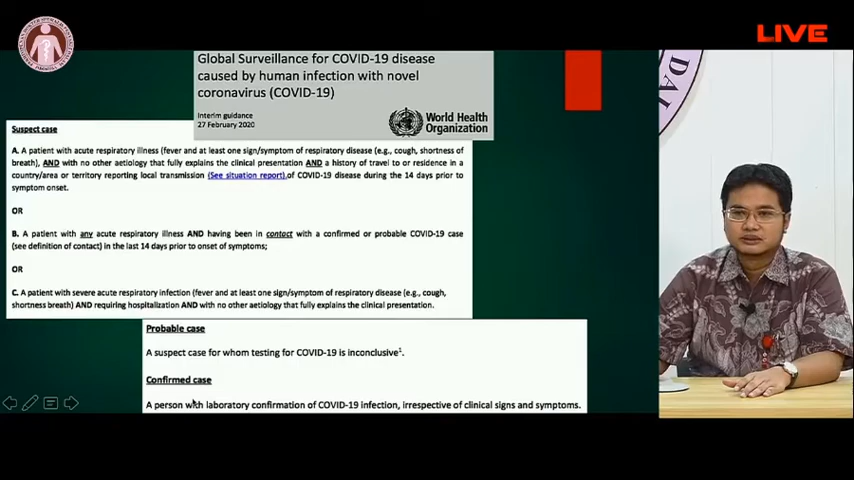 LIVE
Global Surveillance for COVID-19 disease
caused by human infection with novel
coronavirus (COVID-19)
Interim guidance
27 February 2020
World Health
Organization
DAL
Suspect case
A. A patient with acute respiratory illness (fever and at least one sign/symptom of respiratory disease (e.g., cough, shortness of
breath), AND with no other aetiology that fully explains the clinical presentation AND a history of travel to or residence in a
country/area or territory reporting local transmission (See situation report),of COVID-19 disease during the 14 days prior to
symptom onset.
OR
B. A patient with any acute respiratory illness AND having been in contact with a confirmed or probable COVID-19 case
(see definition of contact) in the last 14 days prior to onset of symptoms;
OR
C. A patient with severe acute respiratory infection (fever and at least one sign/symptom of respiratory disease (e.g., cough,
shortness breath) AND requiring hospitalization AND with no other aetiology that fully explains the clinical presentation.
Probable case
A suspect case for whom testing for COVID-19 is inconclusive¹.
Confirmed case
A person with laboratory confirmation of COVID-19 infection, irrespective of clinical signs and symptoms.